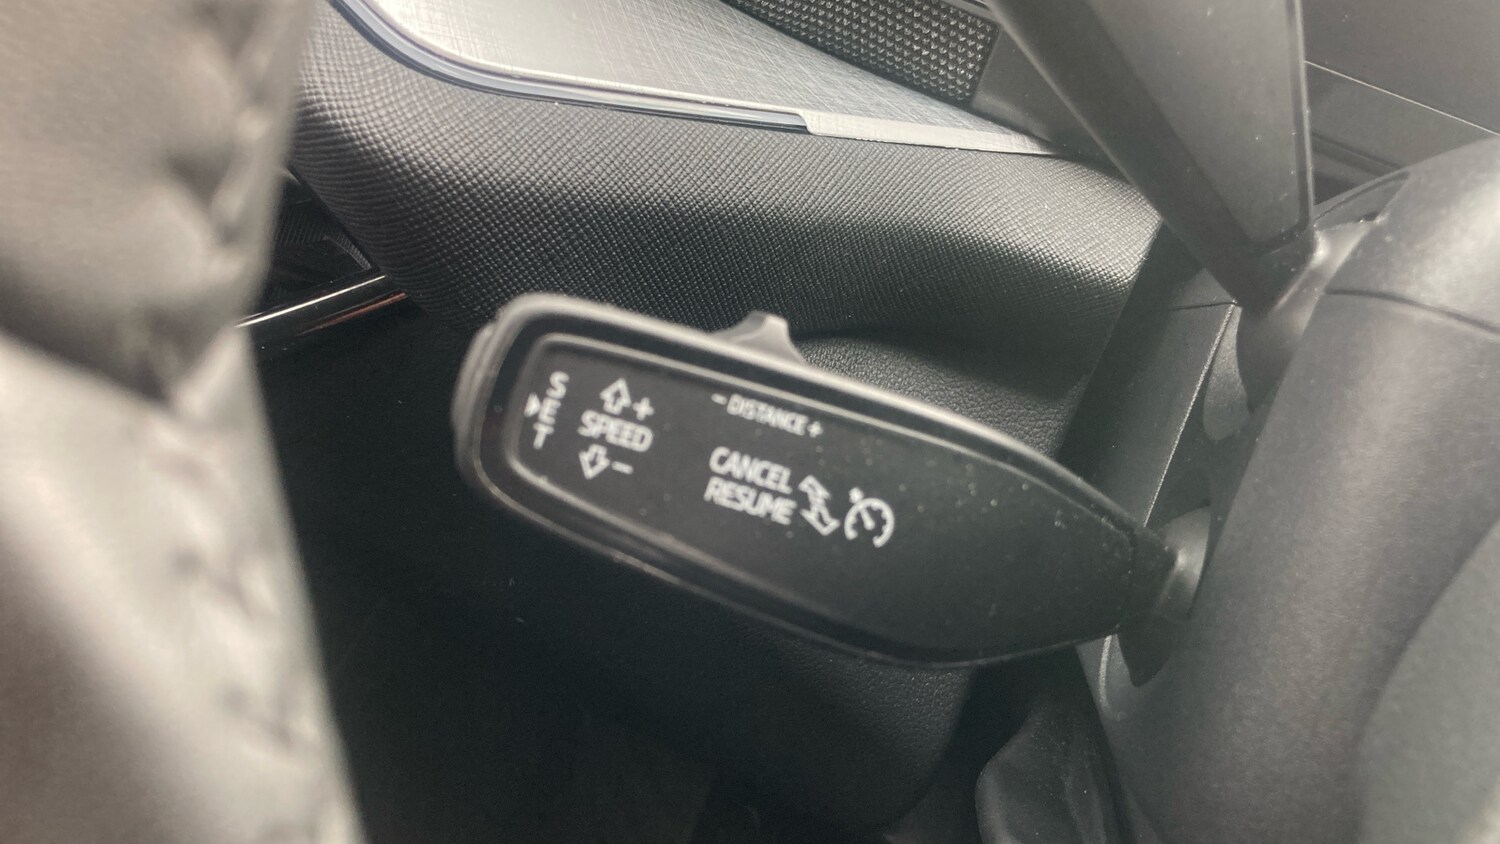 SET
+
SPEED
-
- DISTANCE +
CANCEL
RESUME